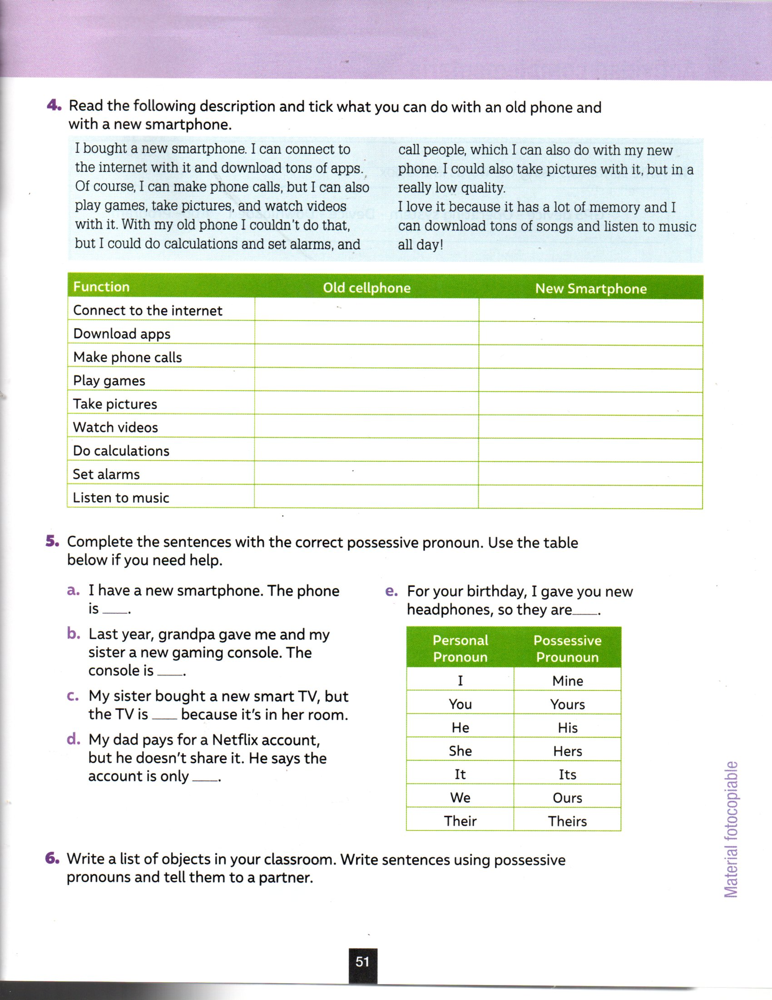 4. Read the following description and tick what you can do with an old phone and
with a new smartphone.
I bought a new smartphone. I can connect to
the internet with it and download tons of apps.
Of course, I can make phone calls, but I can also
play games, take pictures, and watch videos
with it. With my old phone I couldn't do that,
but I could do calculations and set alarms, and
call people, which I can also do with my new
phone. I could also take pictures with it, but in a
really low quality.
I love it because it has a lot of memory and I
can download tons of songs and listen to music
all day!
Function Old cellphone New Smartphone
Connect to the internet
Download apps
Make phone calls
Play games
Take pictures
Watch videos
Do calculations
Set alarms
Listen to music
5. Complete the sentences with the correct possessive pronoun. Use the table
below if you need help.
a. I have a new smartphone. The phone
is ____.
b. Last year, grandpa gave me and my
sister a new gaming console. The
console is ____.
c. My sister bought a new smart TV, but
the TV is ____ because it's in her room.
d. My dad pays for a Netflix account,
but he doesn't share it. He says the
account is only ____.
e. For your birthday, I gave you new
headphones, so they are____.
Personal Pronoun Possessive Prounoun
I Mine
You Yours
He His
She Hers
It Its
We Ours
Their Theirs
6. Write a list of objects in your classroom. Write sentences using possessive
pronouns and tell them to a partner.
Material fotocopiable
51